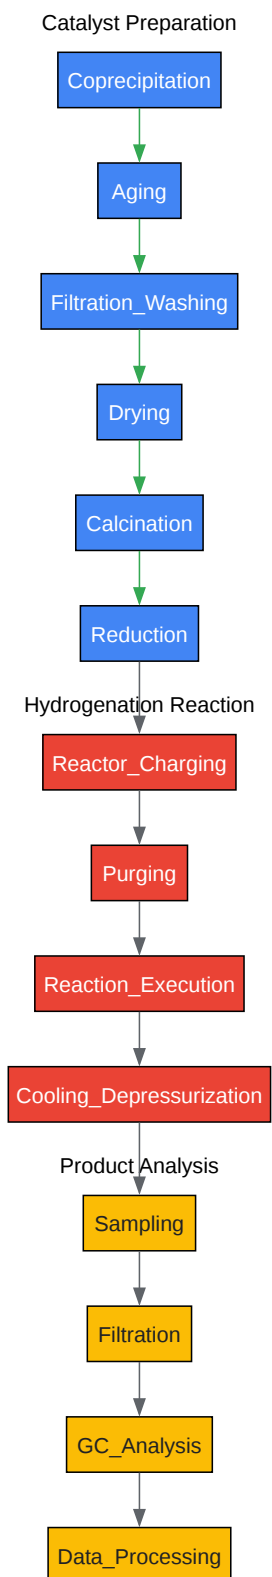 Catalyst Preparation
Coprecipitation
Aging
Filtration_Washing
Drying
Calcination
Reduction
Hydrogenation Reaction
Reactor_Charging
Purging
Reaction_Execution
Cooling_Depressurization
Product Analysis
Sampling
Filtration
GC_Analysis
Data_Processing